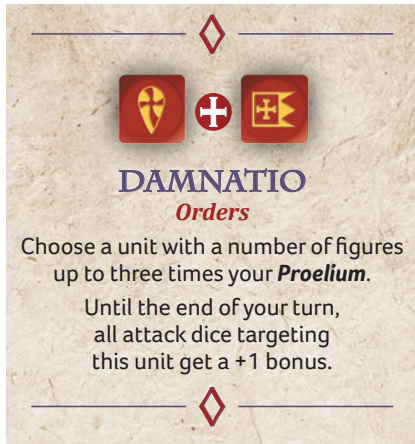 DAMNATIO
Orders
Choose a unit with a number of figures
up to three times your Proelium.
Until the end of your turn,
all attack dice targeting
this unit get a +1 bonus.